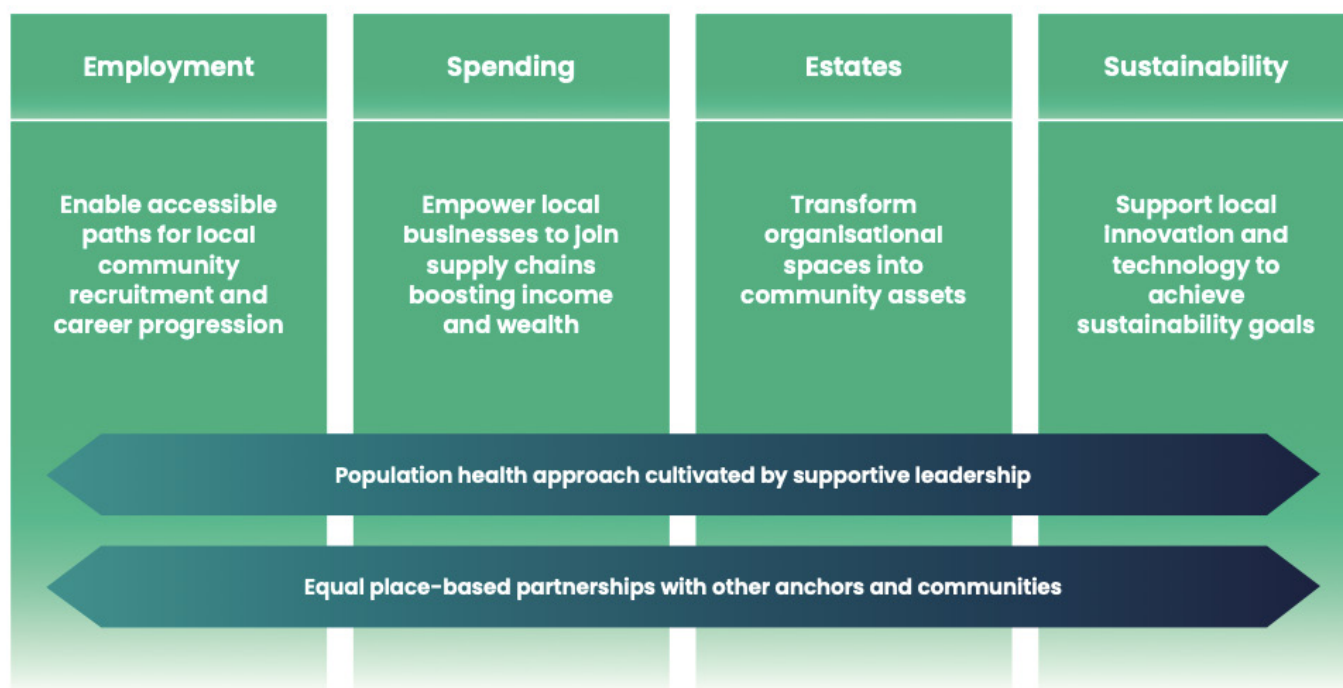 Employment
Enable accessible
paths for local
community
recruitment and
career progression
Spending
Empower local
businesses to join
supply chains
boosting income
and wealth
Estates
Transform
organisational
spaces into
community assets
Sustainability
Support local
innovation and
technology to
achieve
sustainability goals
Population health approach cultivated by supportive leadership
Equal place-based partnerships with other anchors and communities